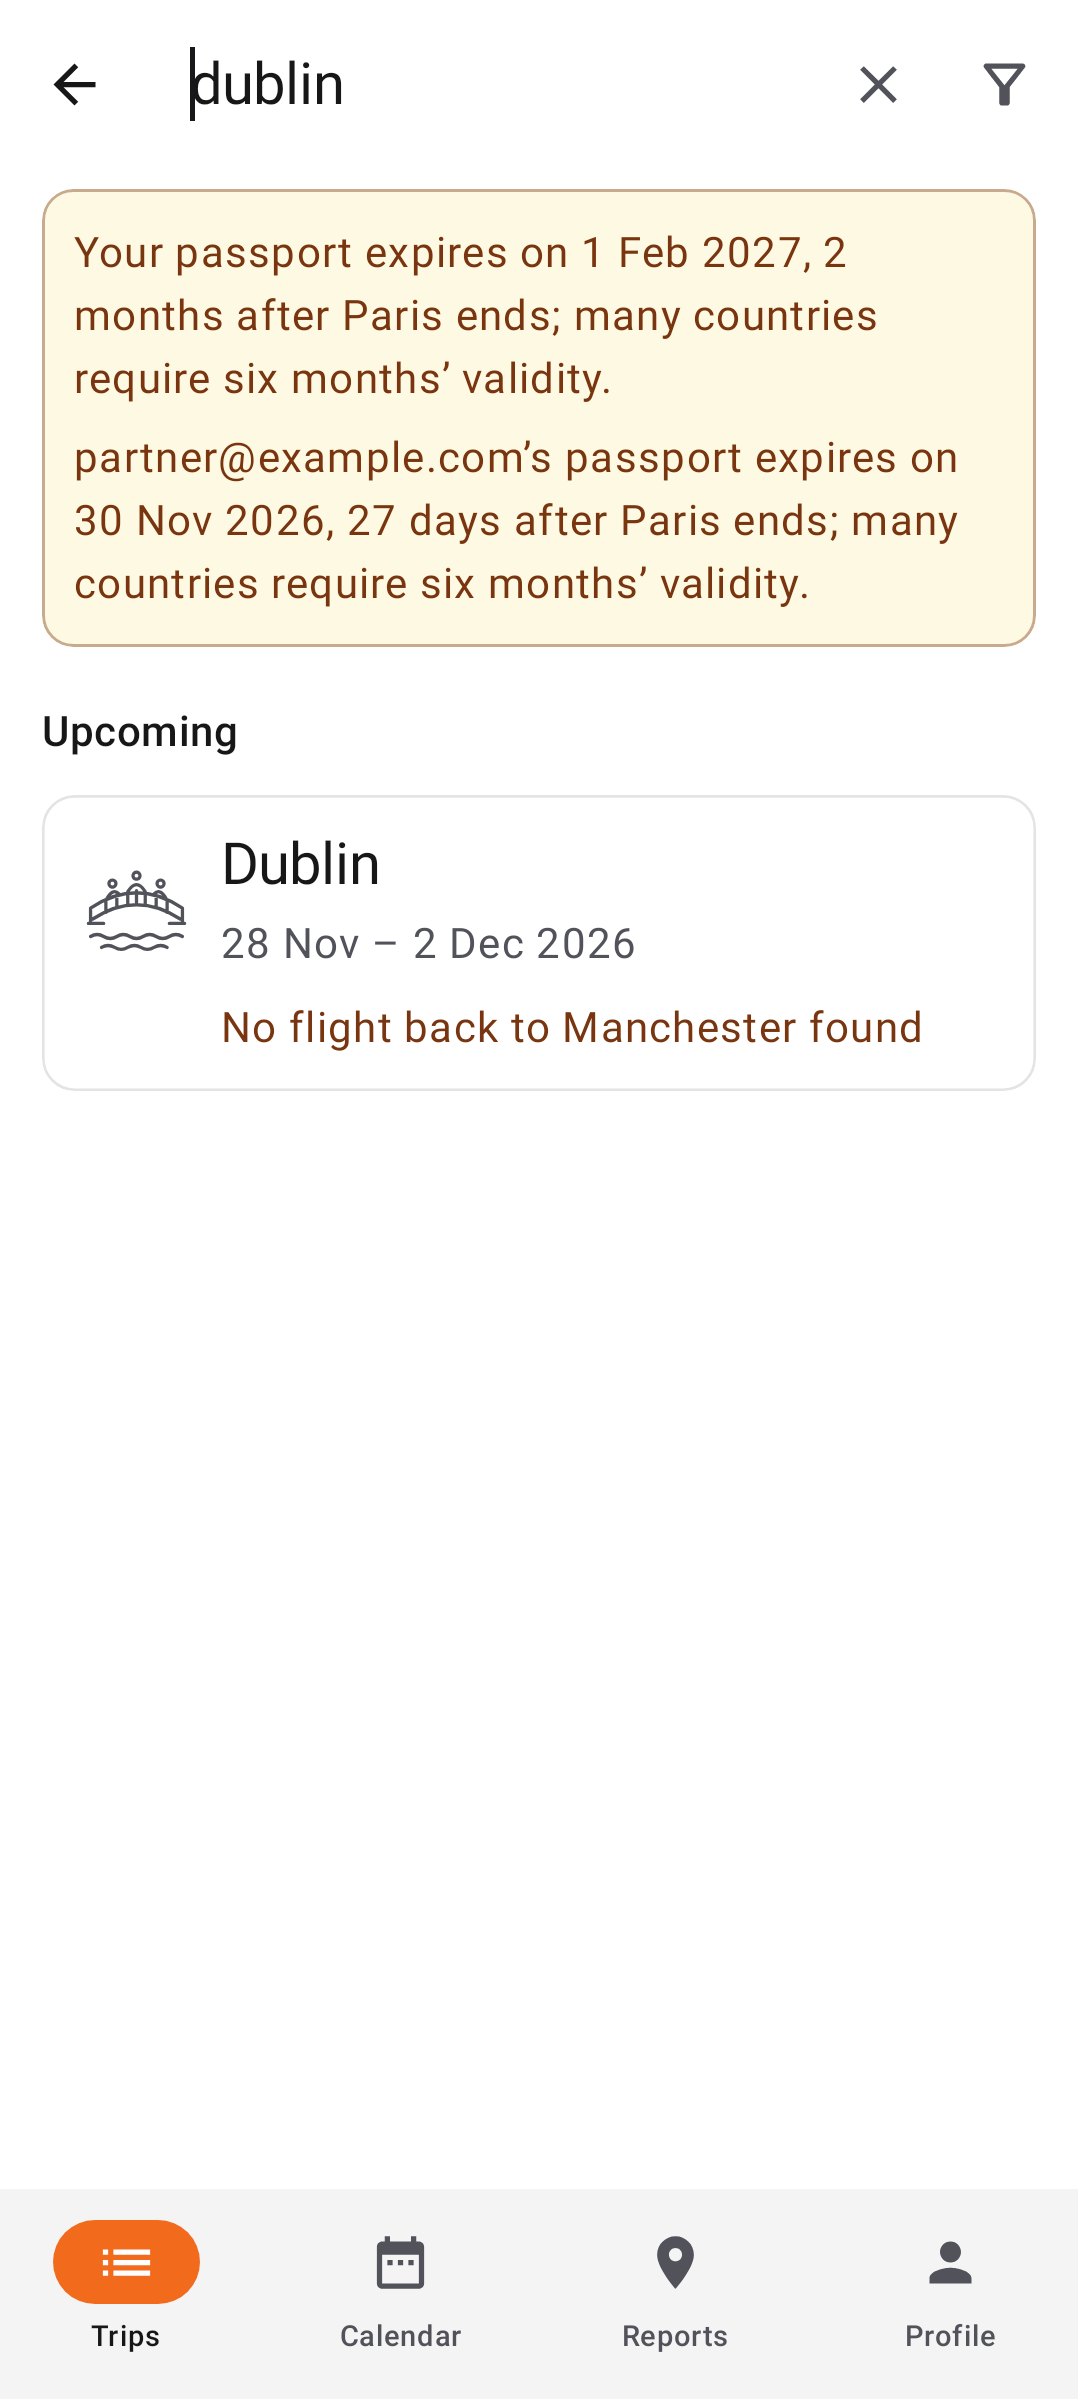 dublin
Your passport expires on 1 Feb 2027, 2
months after Paris ends; many countries
require six months’ validity.
partner@example.com’s passport expires on
30 Nov 2026, 27 days after Paris ends; many
countries require six months’ validity.
Upcoming
Dublin
28 Nov – 2 Dec 2026
No flight back to Manchester found
Trips
Calendar
Reports
Profile